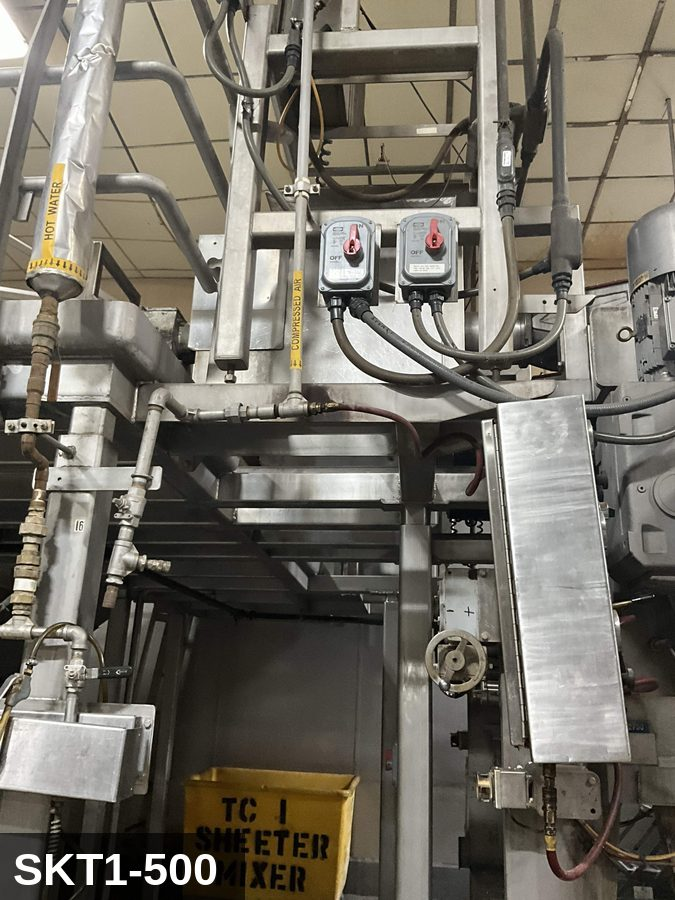 HOT WATER
COMPRESSED AIR
OFF
OFF
16
- +
TC 1
SHEETER
MIXER
SKT1-500